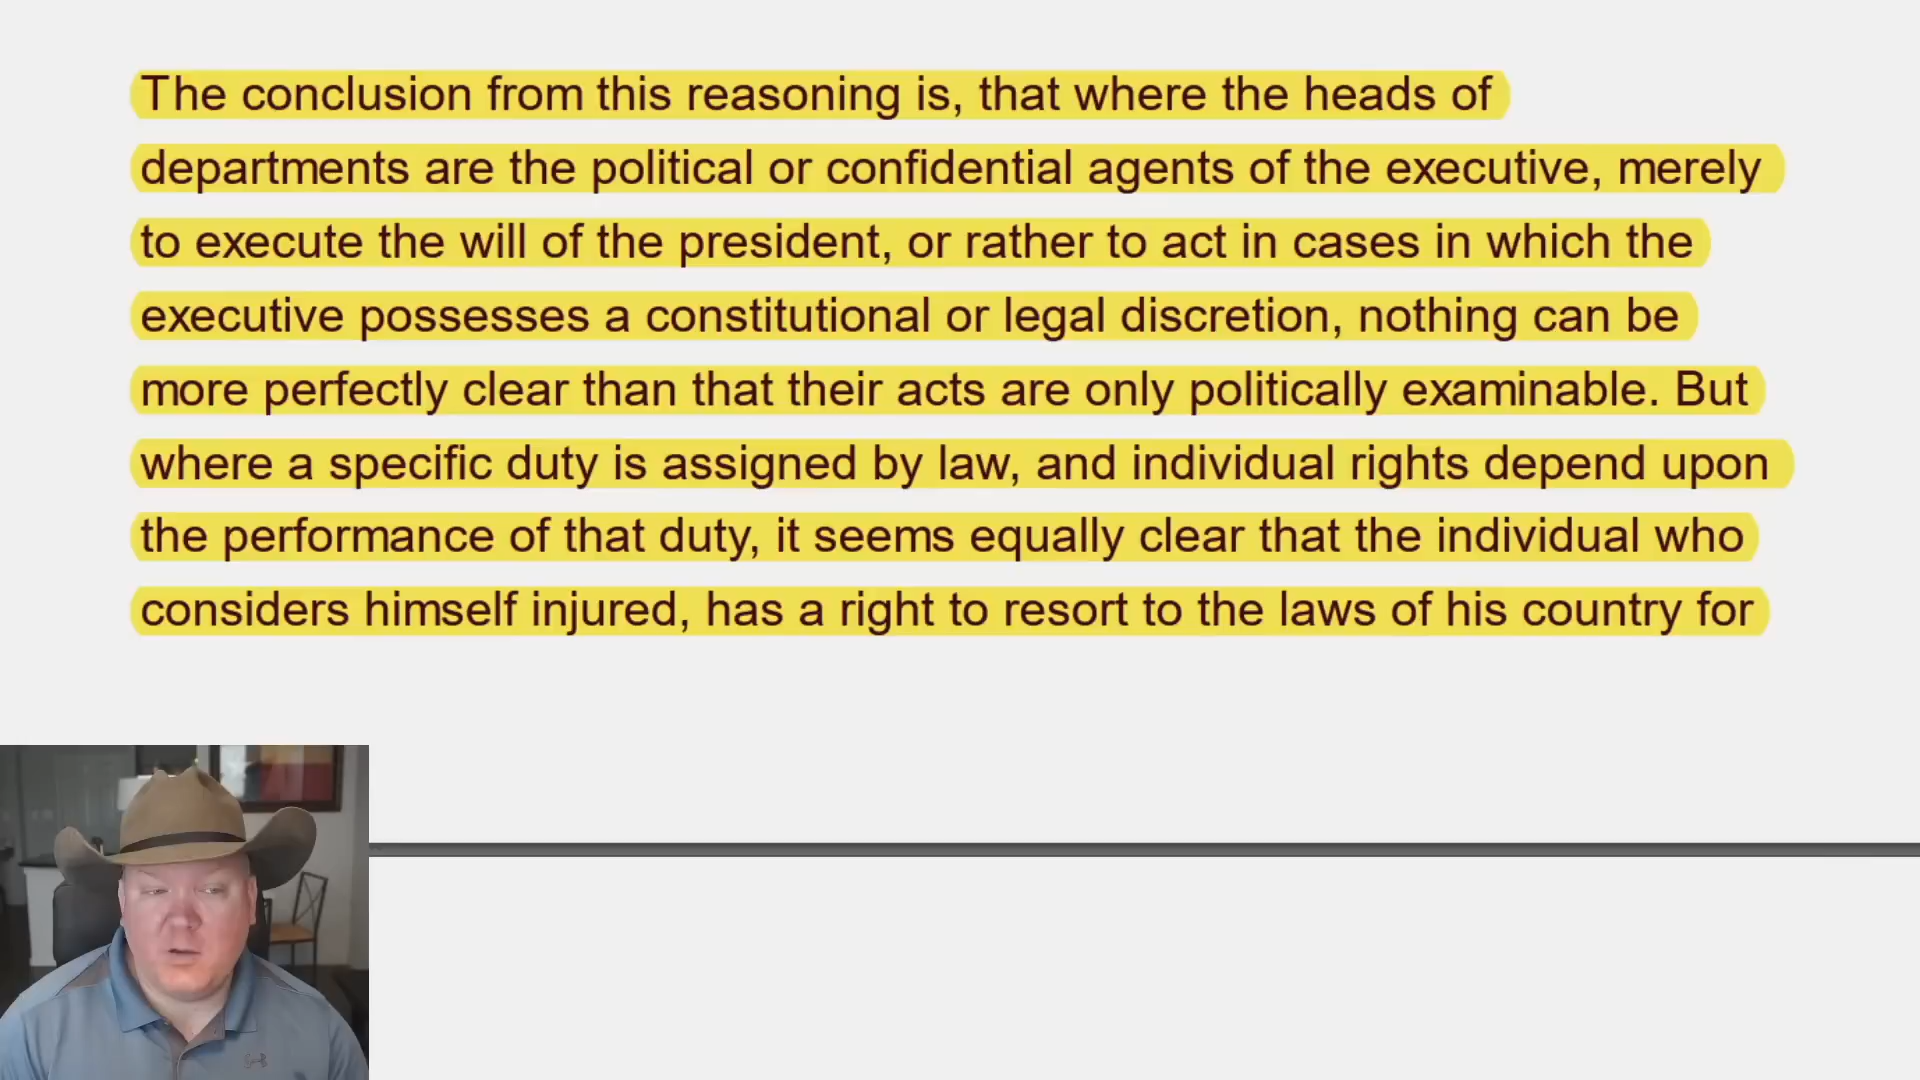 The conclusion from this reasoning is, that where the heads of
departments are the political or confidential agents of the executive, merely
to execute the will of the president, or rather to act in cases in which the
executive possesses a constitutional or legal discretion, nothing can be
more perfectly clear than that their acts are only politically examinable. But
where a specific duty is assigned by law, and individual rights depend upon
the performance of that duty, it seems equally clear that the individual who
considers himself injured, has a right to resort to the laws of his country for